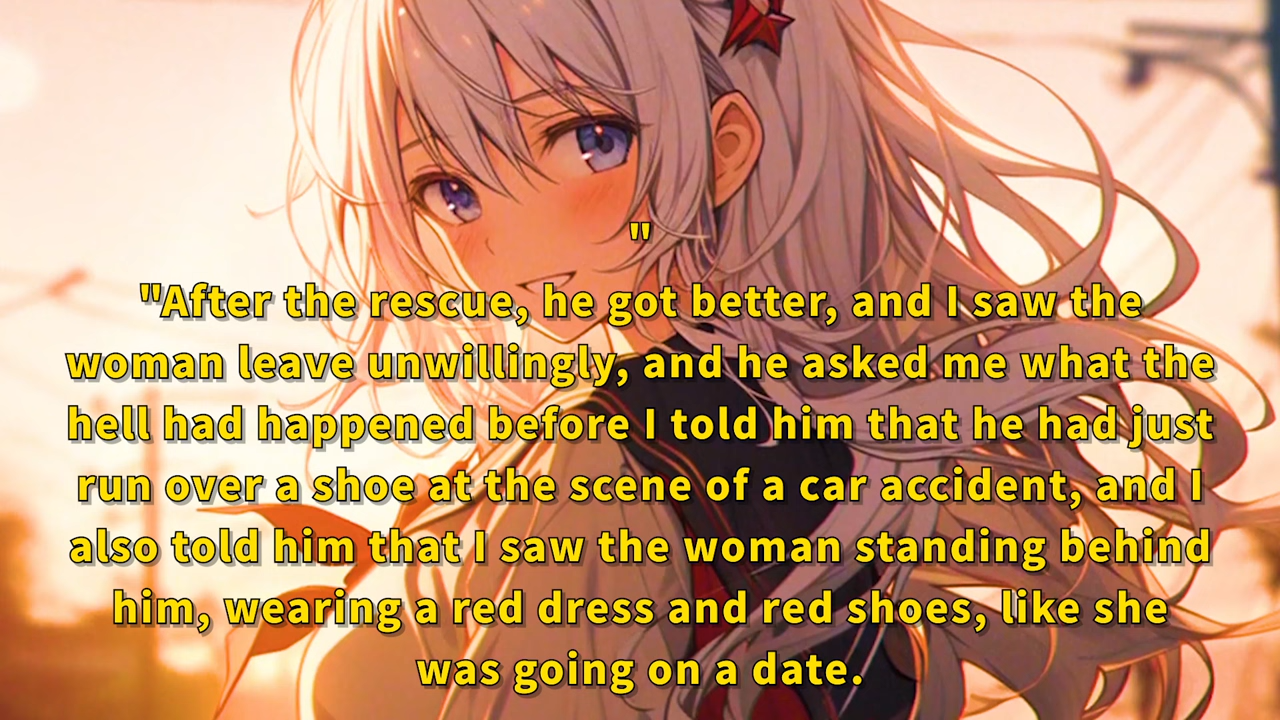 "
"After the rescue, he got better, and I saw the
woman leave unwillingly, and he asked me what the
hell had happened before I told him that he had just
run over a shoe at the scene of a car accident, and I
also told him that I saw the woman standing behind
him, wearing a red dress and red shoes, like she
was going on a date.